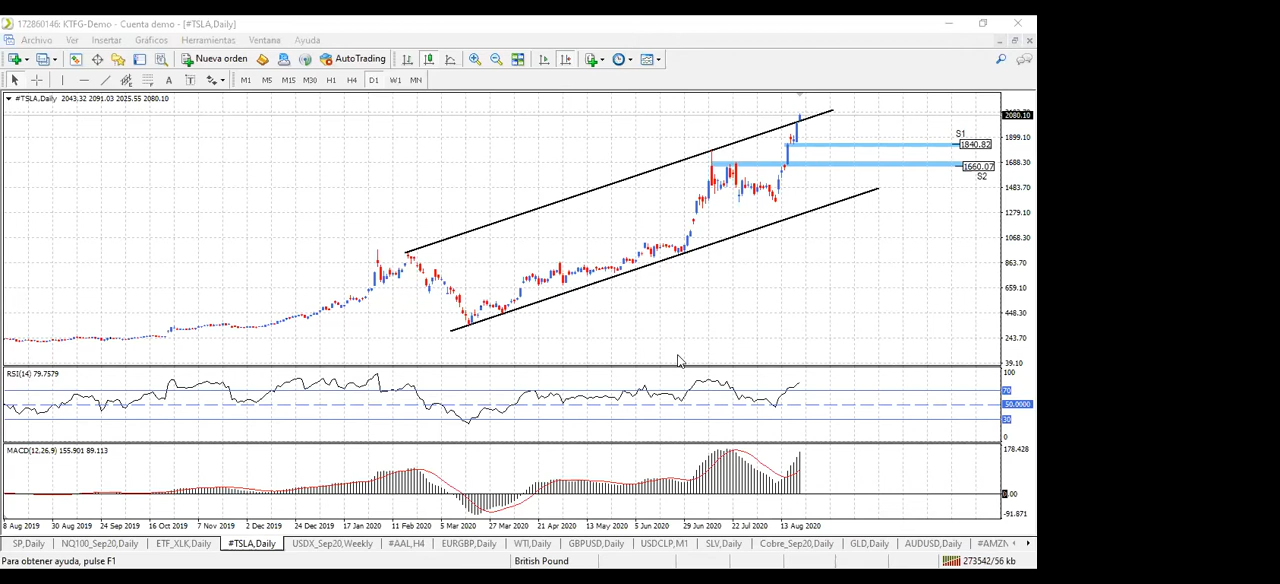 172860146: KTFG-Demo - Cuenta demo - [#TSLA,Daily]
Archivo Ver Insertar Gráficos Herramientas Ventana Ayuda
Nueva orden AutoTrading
A T M1 M5 M15 M30 H1 H4 D1 W1 MN
#TSLA,Daily 2043.32 2091.03 2025.55 2080.10
2080.10
S1
1899.10
1840.82
1688.30
1660.07
S2
1483.70
1279.10
1068.30
863.70
659.10
448.30
243.70
39.10
RSI(14) 79.7579
100
70
50.0000
30
0
MACD(12,26,9) 155.901 89.113
178.428
0.00
-91.871
8 Aug 2019 30 Aug 2019 24 Sep 2019 16 Oct 2019 7 Nov 2019 2 Dec 2019 24 Dec 2019 17 Jan 2020 11 Feb 2020 5 Mar 2020 27 Mar 2020 21 Apr 2020 13 May 2020 5 Jun 2020 29 Jun 2020 22 Jul 2020 13 Aug 2020
SP,Daily NQ100_Sep20,Daily ETF_XLK,Daily #TSLA,Daily USDX_Sep20,Weekly #AAL,H4 EURGBP,Daily WTI,Daily GBPUSD,Daily USDCLP,M1 SLV,Daily Cobre_Sep20,Daily GLD,Daily AUDUSD,Daily #AMZN
Para obtener ayuda, pulse F1 British Pound 273542/56 kb